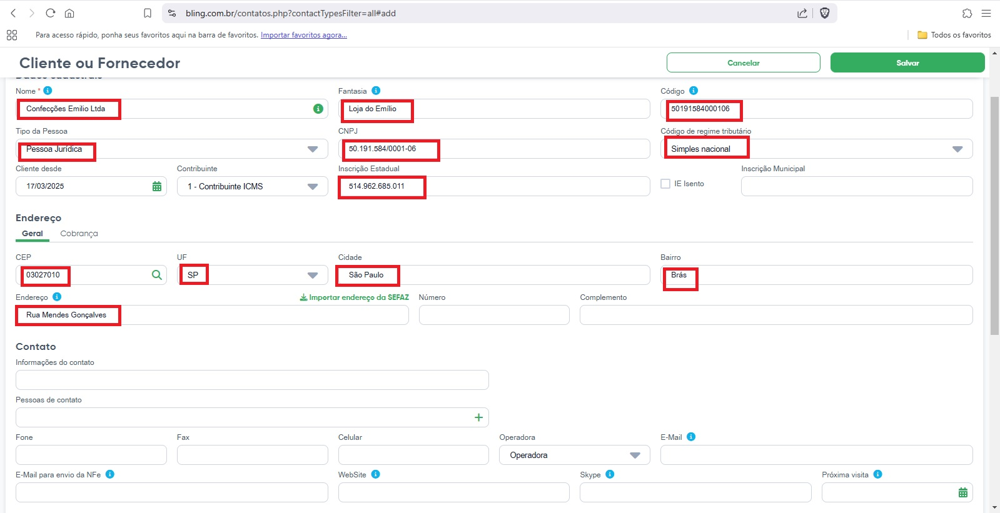 bling.com.br/contatos.php?contactTypesFilter=all#add
Para acesso rápido, ponha seus favoritos aqui na barra de favoritos. Importar favoritos agora... Todos os favoritos
Cliente ou Fornecedor Cancelar Salvar
Dados cadastrais
Nome * Fantasia Código
Confecções Emilio Ltda Loja do Emílio 50191584000106
Tipo da Pessoa CNPJ Código de regime tributário
Pessoa Jurídica 50.191.584/0001-06 Simples nacional
Cliente desde Contribuinte Inscrição Estadual Inscrição Municipal
17/03/2025 1 - Contribuinte ICMS 514.962.685.011 IE Isento
Endereço
Geral Cobrança
CEP UF Cidade Bairro
03027010 SP São Paulo Brás
Endereço Importar endereço da SEFAZ Número Complemento
Rua Mendes Gonçalves
Contato
Informações do contato
Pessoas de contato
Fone Fax Celular Operadora E-Mail
Operadora
E-Mail para envio da NFe WebSite Skype Próxima visita